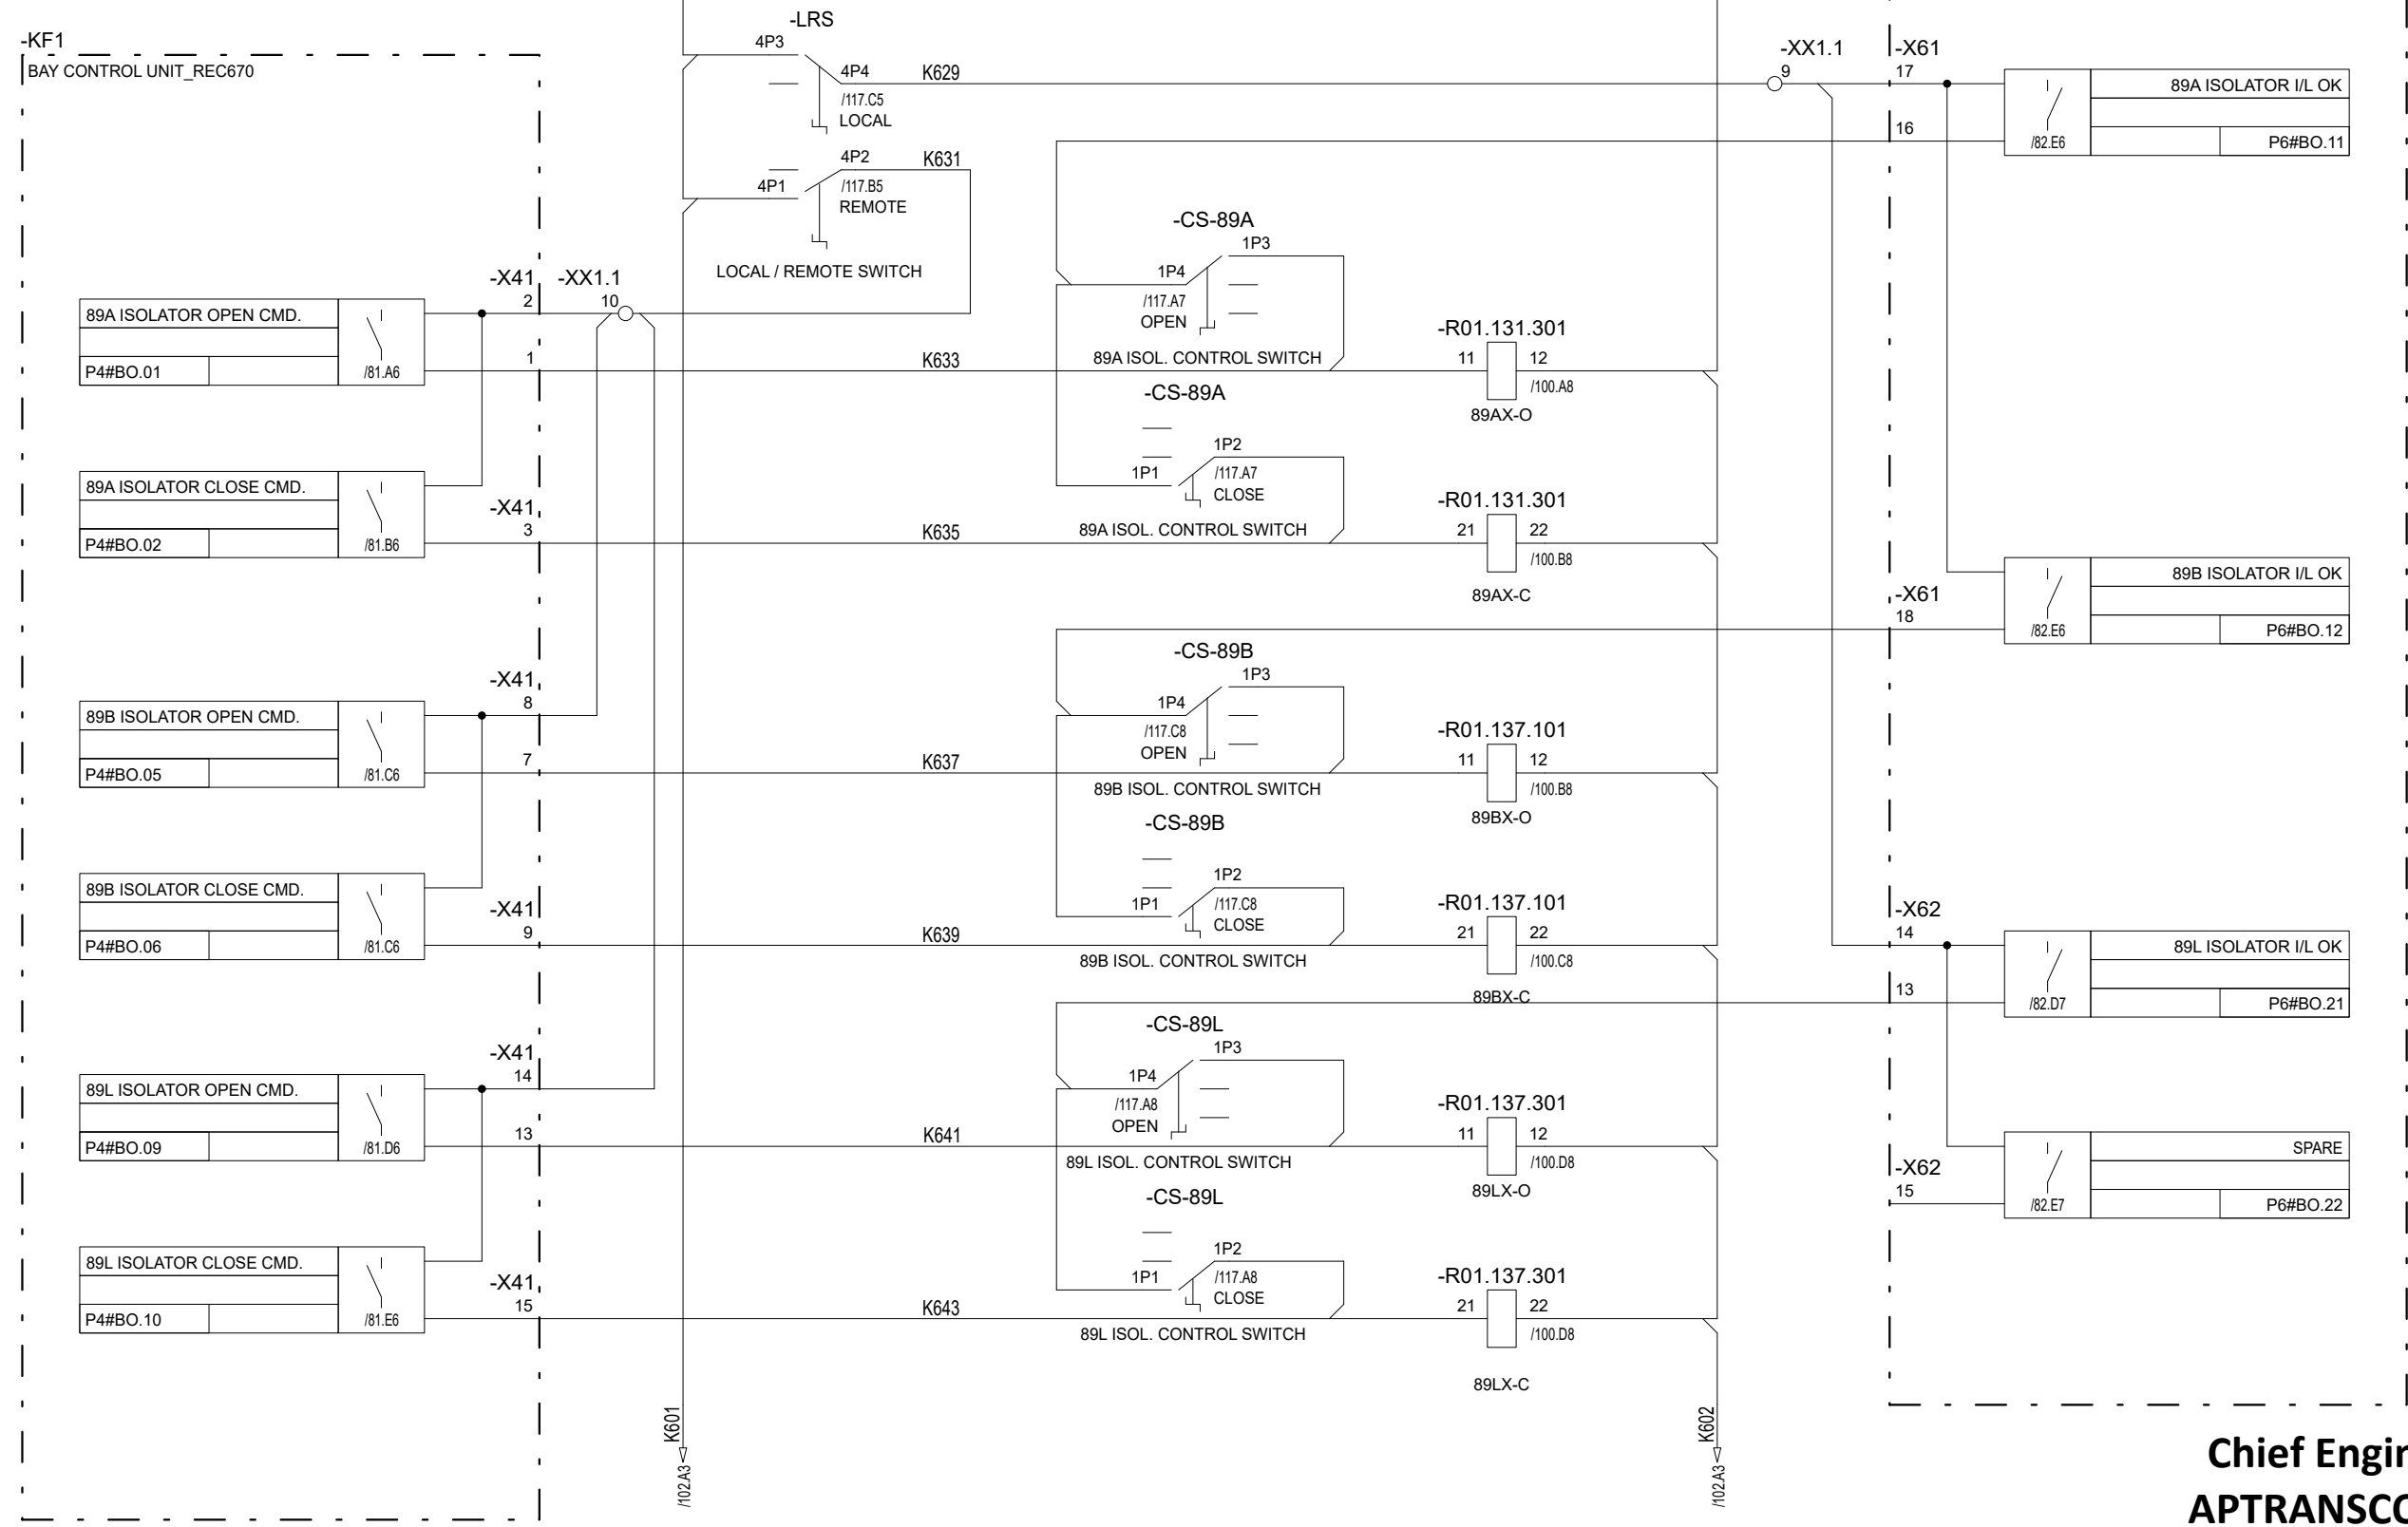 -KF1
BAY CONTROL UNIT_REC670
-LRS
4P3
4P4
K629
/117.C5
LOCAL
4P2
K631
4P1
/117.B5
REMOTE
LOCAL / REMOTE SWITCH
-XX1.1
9
-X61
17
89A ISOLATOR I/L OK
16
/82.E6
P6#BO.11
-X41
2
-XX1.1
10
89A ISOLATOR OPEN CMD.
P4#BO.01
/81.A6
1
K633
-CS-89A
1P3
1P4
/117.A7
OPEN
89A ISOL. CONTROL SWITCH
-R01.131.301
11
12
/100.A8
89AX-O
-CS-89A
1P2
1P1
/117.A7
CLOSE
89A ISOL. CONTROL SWITCH
89A ISOLATOR CLOSE CMD.
P4#BO.02
/81.B6
-X41
3
K635
-R01.131.301
21
22
/100.B8
89AX-C
89B ISOLATOR I/L OK
-X61
18
/82.E6
P6#BO.12
-CS-89B
1P3
1P4
/117.C8
OPEN
89B ISOL. CONTROL SWITCH
-X41
8
89B ISOLATOR OPEN CMD.
P4#BO.05
/81.C6
7
K637
-R01.137.101
11
12
/100.B8
89BX-O
-CS-89B
1P2
1P1
/117.C8
CLOSE
89B ISOL. CONTROL SWITCH
89B ISOLATOR CLOSE CMD.
P4#BO.06
/81.C6
-X41
9
K639
-R01.137.101
21
22
/100.C8
89BX-C
-X62
14
89L ISOLATOR I/L OK
13
/82.D7
P6#BO.21
-CS-89L
1P3
1P4
/117.A8
OPEN
89L ISOL. CONTROL SWITCH
-X41
14
89L ISOLATOR OPEN CMD.
P4#BO.09
/81.D6
13
K641
-R01.137.301
11
12
/100.D8
89LX-O
SPARE
-X62
15
/82.E7
P6#BO.22
-CS-89L
1P2
1P1
/117.A8
CLOSE
89L ISOL. CONTROL SWITCH
89L ISOLATOR CLOSE CMD.
P4#BO.10
/81.E6
-X41
15
K643
-R01.137.301
21
22
/100.D8
89LX-C
K601
/102.A3
K602
/102.A3
Chief Engin
APTRANSCO